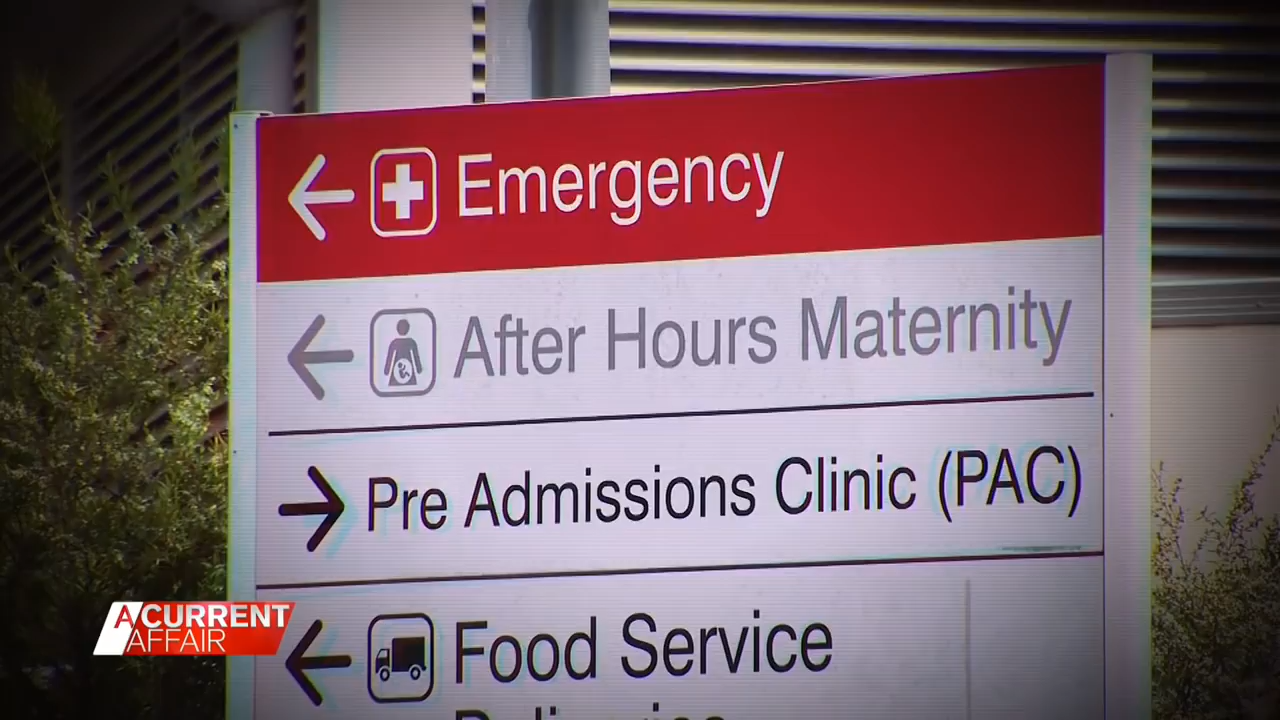 Emergency
After Hours Maternity
Pre Admissions Clinic (PAC)
Food Service
A CURRENT
AFFAIR